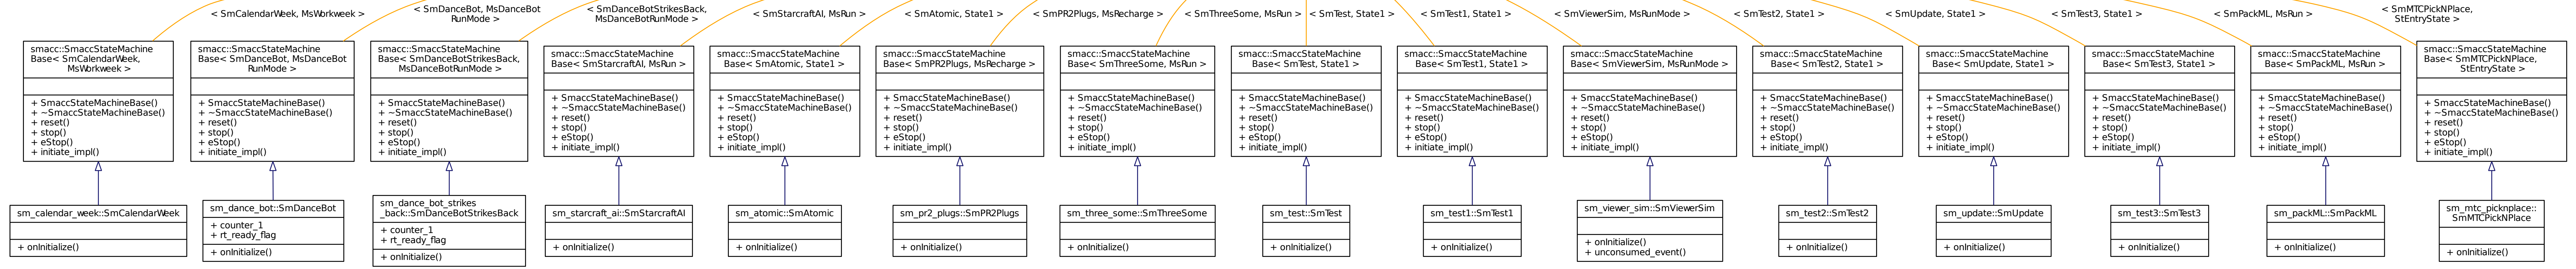 < SmCalendarWeek, MsWorkweek >
< SmDanceBot, MsDanceBot
RunMode >
< SmDanceBotStrikesBack,
MsDanceBotRunMode >
< SmStarcraftAI, MsRun >
< SmAtomic, State1 >
< SmPR2Plugs, MsRecharge >
< SmThreeSome, MsRun >
< SmTest, State1 >
< SmTest1, State1 >
< SmViewerSim, MsRunMode >
< SmTest2, State1 >
< SmUpdate, State1 >
< SmTest3, State1 >
< SmPackML, MsRun >
< SmMTCPickNPlace,
StEntryState >
smacc::SmaccStateMachine
Base< SmCalendarWeek,
MsWorkweek >
+ SmaccStateMachineBase()
+ ~SmaccStateMachineBase()
+ reset()
+ stop()
+ eStop()
+ initiate_impl()
smacc::SmaccStateMachine
Base< SmDanceBot, MsDanceBot
RunMode >
+ SmaccStateMachineBase()
+ ~SmaccStateMachineBase()
+ reset()
+ stop()
+ eStop()
+ initiate_impl()
smacc::SmaccStateMachine
Base< SmDanceBotStrikesBack,
MsDanceBotRunMode >
+ SmaccStateMachineBase()
+ ~SmaccStateMachineBase()
+ reset()
+ stop()
+ eStop()
+ initiate_impl()
smacc::SmaccStateMachine
Base< SmStarcraftAI, MsRun >
+ SmaccStateMachineBase()
+ ~SmaccStateMachineBase()
+ reset()
+ stop()
+ eStop()
+ initiate_impl()
smacc::SmaccStateMachine
Base< SmAtomic, State1 >
+ SmaccStateMachineBase()
+ ~SmaccStateMachineBase()
+ reset()
+ stop()
+ eStop()
+ initiate_impl()
smacc::SmaccStateMachine
Base< SmPR2Plugs, MsRecharge >
+ SmaccStateMachineBase()
+ ~SmaccStateMachineBase()
+ reset()
+ stop()
+ eStop()
+ initiate_impl()
smacc::SmaccStateMachine
Base< SmThreeSome, MsRun >
+ SmaccStateMachineBase()
+ ~SmaccStateMachineBase()
+ reset()
+ stop()
+ eStop()
+ initiate_impl()
smacc::SmaccStateMachine
Base< SmTest, State1 >
+ SmaccStateMachineBase()
+ ~SmaccStateMachineBase()
+ reset()
+ stop()
+ eStop()
+ initiate_impl()
smacc::SmaccStateMachine
Base< SmTest1, State1 >
+ SmaccStateMachineBase()
+ ~SmaccStateMachineBase()
+ reset()
+ stop()
+ eStop()
+ initiate_impl()
smacc::SmaccStateMachine
Base< SmViewerSim, MsRunMode >
+ SmaccStateMachineBase()
+ ~SmaccStateMachineBase()
+ reset()
+ stop()
+ eStop()
+ initiate_impl()
smacc::SmaccStateMachine
Base< SmTest2, State1 >
+ SmaccStateMachineBase()
+ ~SmaccStateMachineBase()
+ reset()
+ stop()
+ eStop()
+ initiate_impl()
smacc::SmaccStateMachine
Base< SmUpdate, State1 >
+ SmaccStateMachineBase()
+ ~SmaccStateMachineBase()
+ reset()
+ stop()
+ eStop()
+ initiate_impl()
smacc::SmaccStateMachine
Base< SmTest3, State1 >
+ SmaccStateMachineBase()
+ ~SmaccStateMachineBase()
+ reset()
+ stop()
+ eStop()
+ initiate_impl()
smacc::SmaccStateMachine
Base< SmPackML, MsRun >
+ SmaccStateMachineBase()
+ ~SmaccStateMachineBase()
+ reset()
+ stop()
+ eStop()
+ initiate_impl()
smacc::SmaccStateMachine
Base< SmMTCPickNPlace,
StEntryState >
+ SmaccStateMachineBase()
+ ~SmaccStateMachineBase()
+ reset()
+ stop()
+ eStop()
+ initiate_impl()
sm_calendar_week::SmCalendarWeek
+ onInitialize()
sm_dance_bot::SmDanceBot
+ counter_1
+ rt_ready_flag
+ onInitialize()
sm_dance_bot_strikes
_back::SmDanceBotStrikesBack
+ counter_1
+ rt_ready_flag
+ onInitialize()
sm_starcraft_ai::SmStarcraftAI
+ onInitialize()
sm_atomic::SmAtomic
+ onInitialize()
sm_pr2_plugs::SmPR2Plugs
+ onInitialize()
sm_three_some::SmThreeSome
+ onInitialize()
sm_test::SmTest
+ onInitialize()
sm_test1::SmTest1
+ onInitialize()
sm_viewer_sim::SmViewerSim
+ onInitialize()
+ unconsumed_event()
sm_test2::SmTest2
+ onInitialize()
sm_update::SmUpdate
+ onInitialize()
sm_test3::SmTest3
+ onInitialize()
sm_packML::SmPackML
+ onInitialize()
sm_mtc_picknplace::
SmMTCPickNPlace
+ onInitialize()